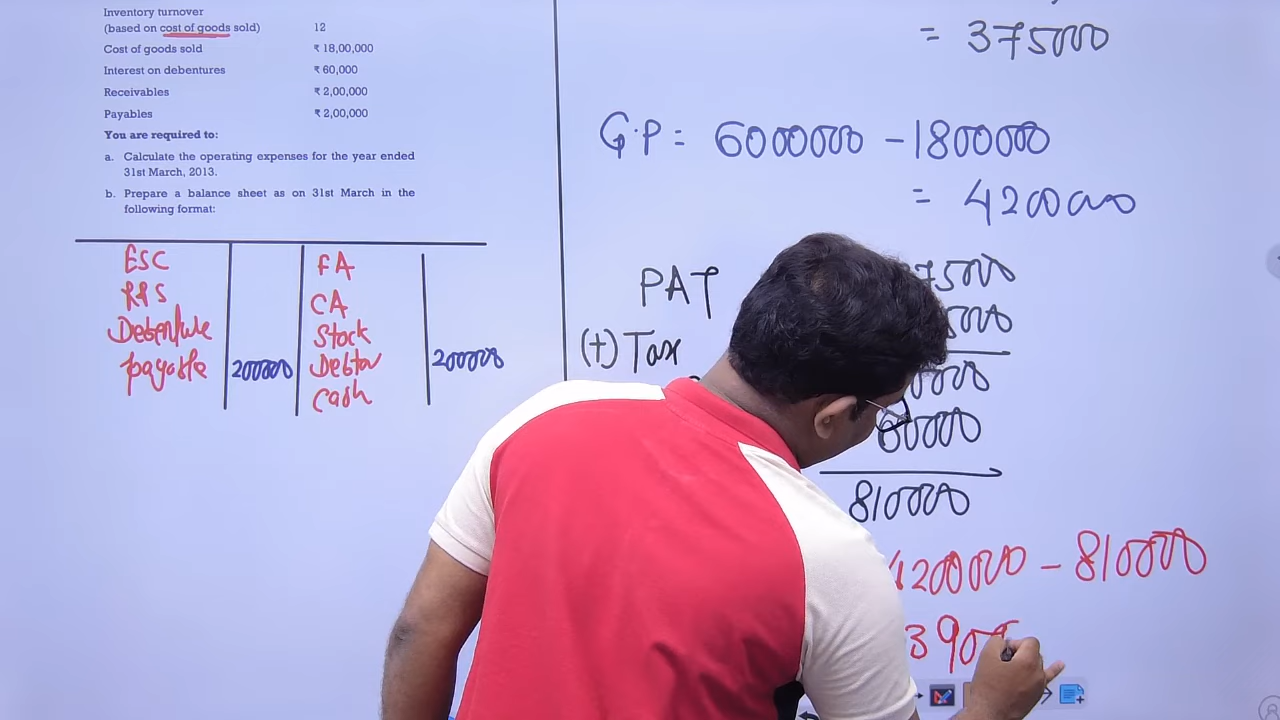 Inventory turnover
(based on cost of goods sold) 12
Cost of goods sold ₹ 18,00,000
Interest on debentures ₹ 60,000
Receivables ₹ 2,00,000
Payables ₹ 2,00,000
You are required to:
a. Calculate the operating expenses for the year ended
31st March, 2013.
b. Prepare a balance sheet as on 31st March in the
following format:
ESC FA
R&S CA
Debenture Stock
payable 200000 Debtor 200000
cash
= 375000
G.P = 6000000 - 1800000
= 4200000
PAT 75000
(+) Tax
60000
810000
4200000 - 810000